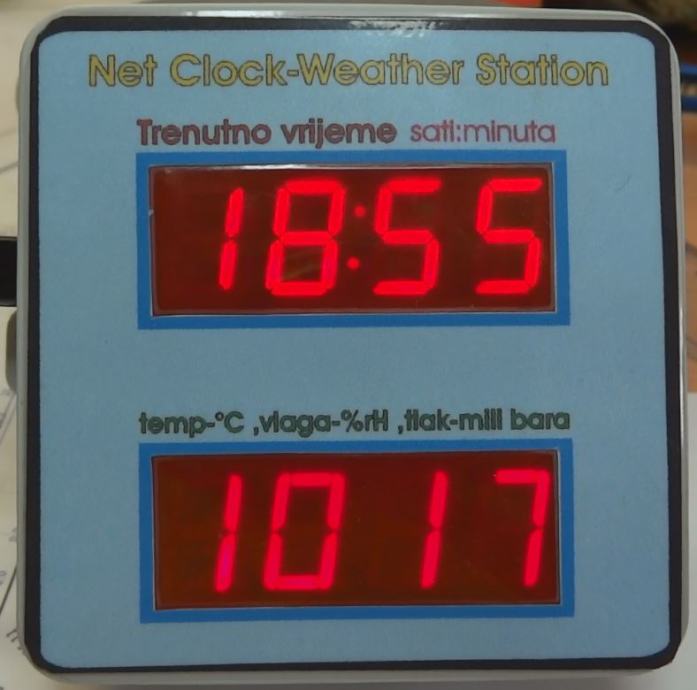 Net Clock-Weather Station
Trenutno vrijeme sati:minuta
18:55
temp-°C ,vlaga-%rH ,tlak-mili bara
1017